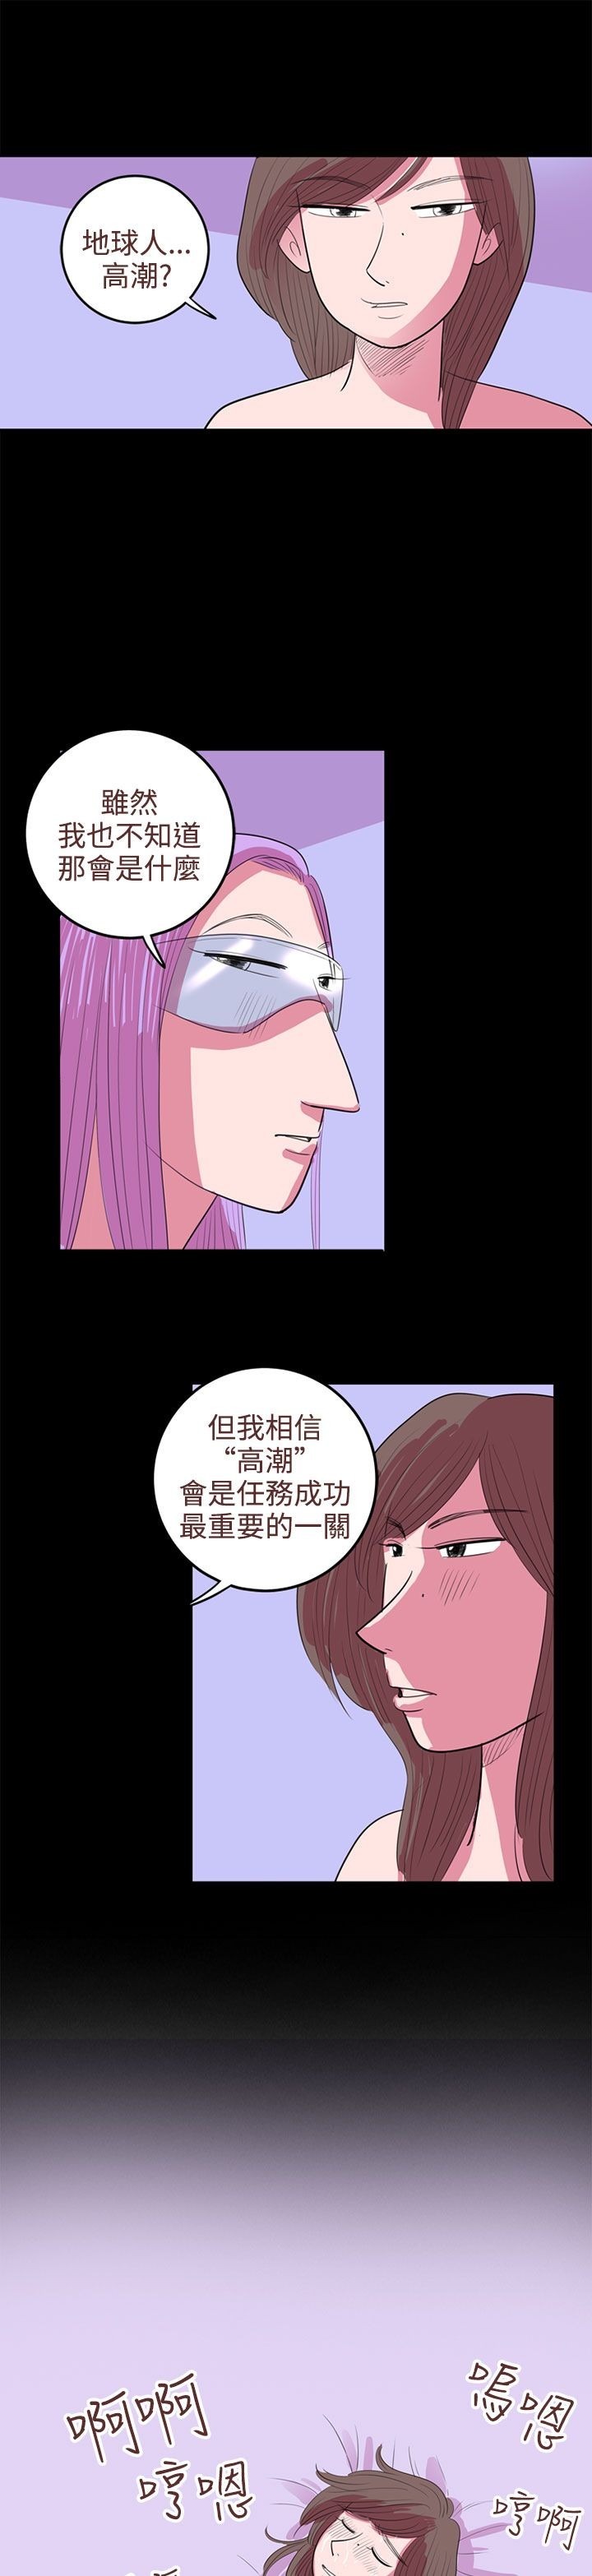 地球人...
高潮?
雖然
我也不知道
那會是什麼
但我相信
“高潮”
會是任務成功
最重要的一關
啊啊
嗚嗯
哼嗯
哼啊